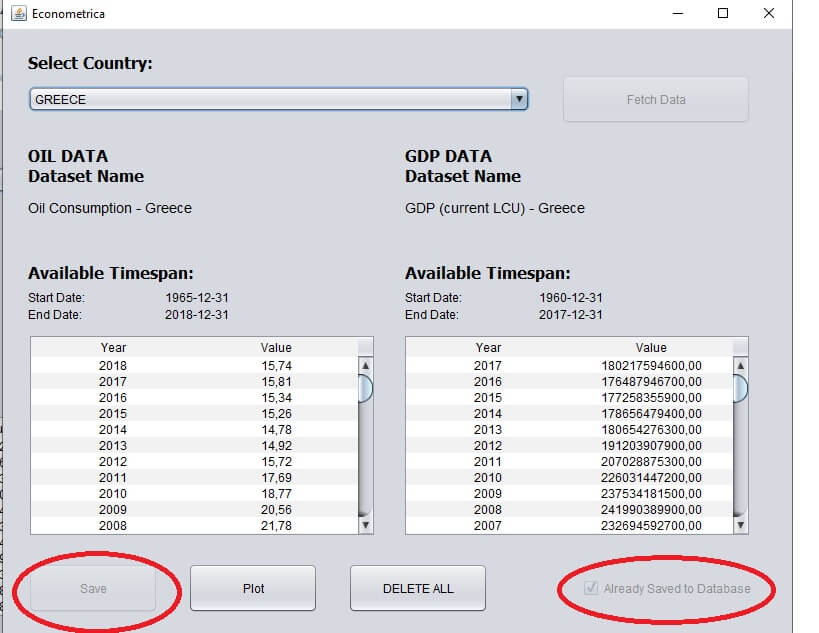 Econometrica
Select Country:
GREECE
Fetch Data
OIL DATA
Dataset Name
Oil Consumption - Greece
GDP DATA
Dataset Name
GDP (current LCU) - Greece
Available Timespan:
Start Date: 1965-12-31
End Date: 2018-12-31
Available Timespan:
Start Date: 1960-12-31
End Date: 2017-12-31
Year Value
2018 15,74
2017 15,81
2016 15,34
2015 15,26
2014 14,78
2013 14,92
2012 15,72
2011 17,69
2010 18,77
2009 20,56
2008 21,78
Year Value
2017 180217594600,00
2016 176487946700,00
2015 177258355900,00
2014 178656479400,00
2013 180654276300,00
2012 191203907900,00
2011 207028875300,00
2010 226031447200,00
2009 237534181500,00
2008 241990389900,00
2007 232694592700,00
Save
Plot
DELETE ALL
Already Saved to Database